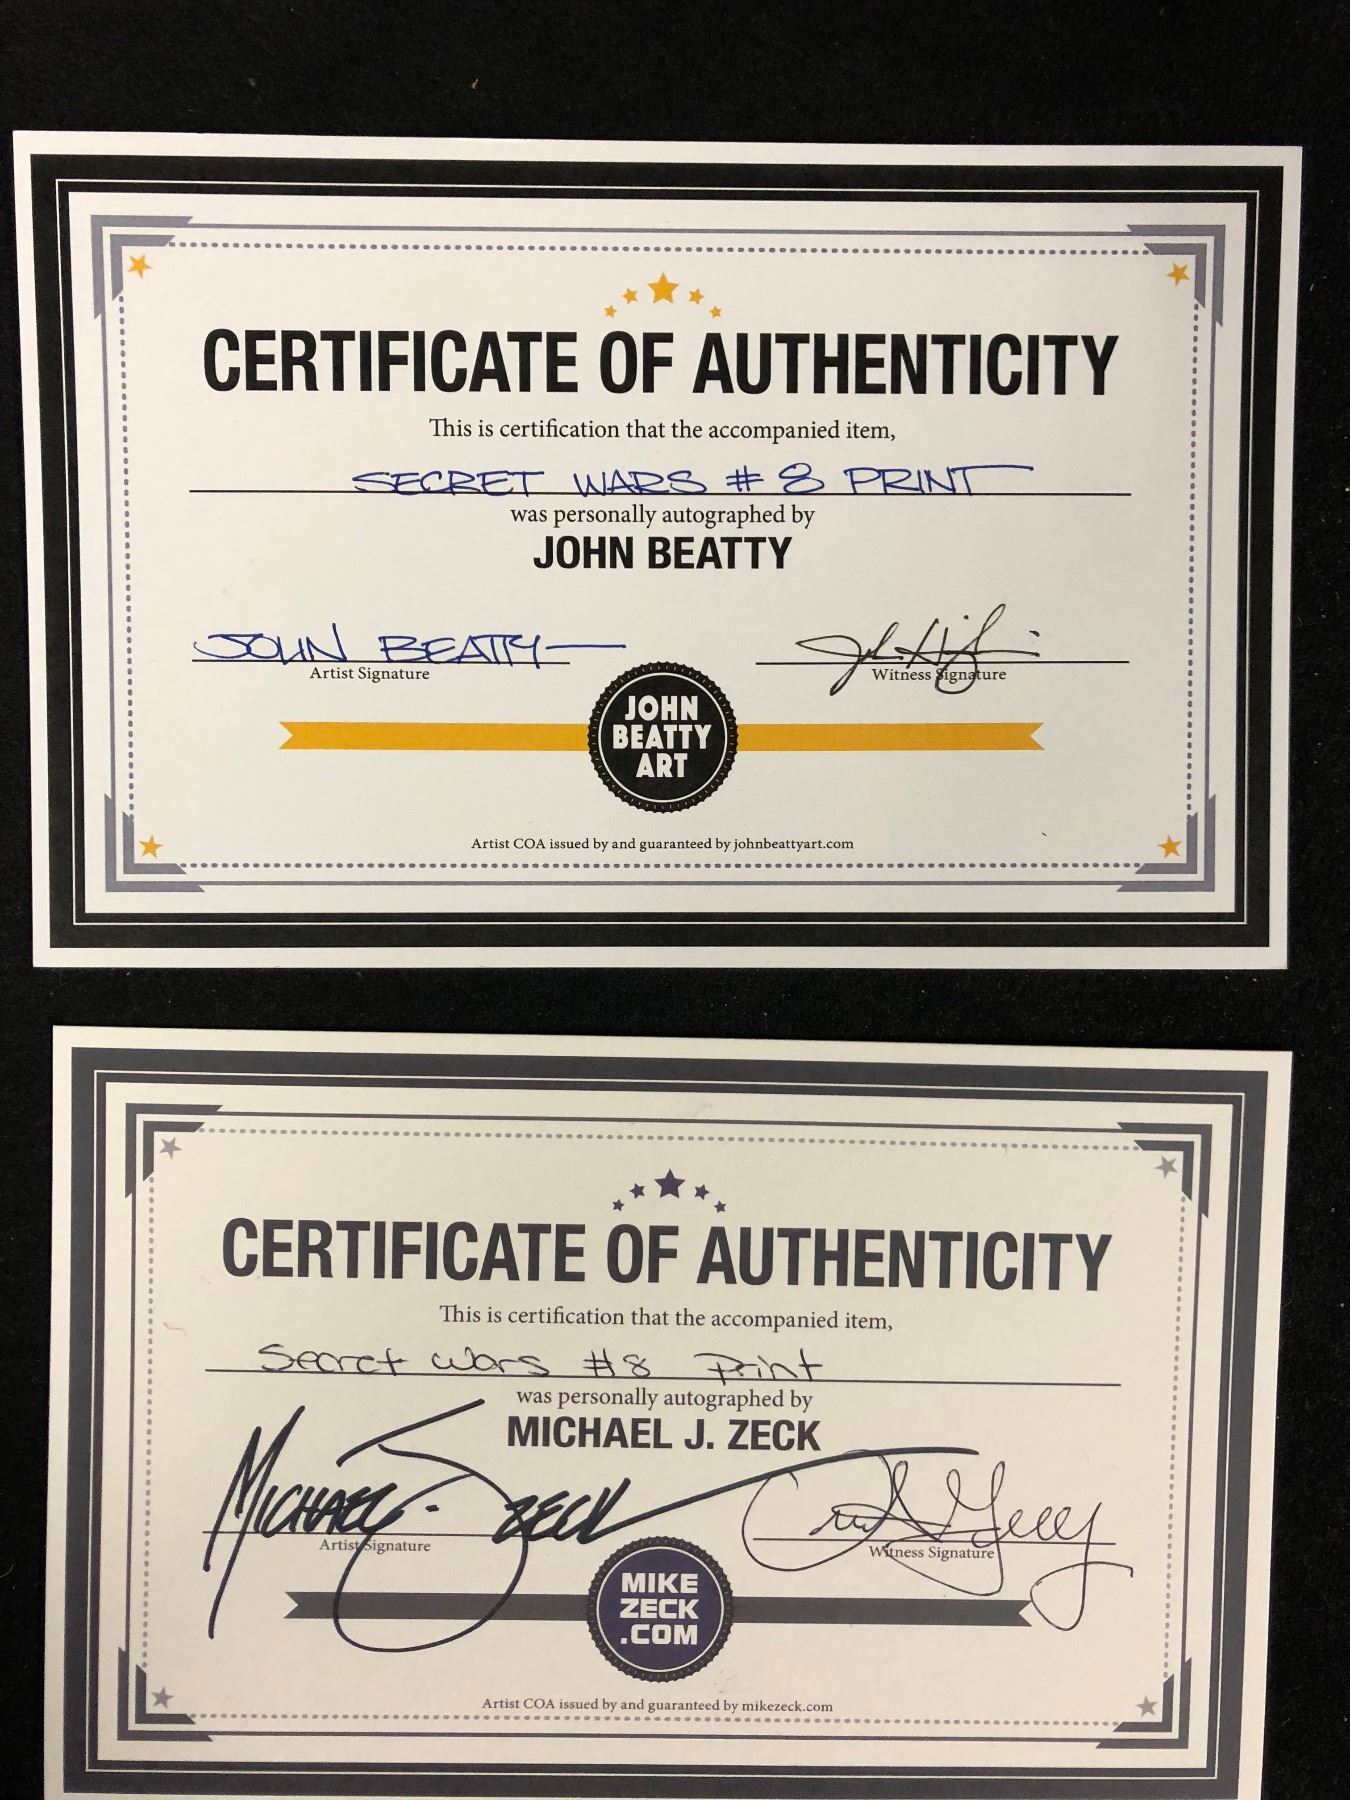 CERTIFICATE OF AUTHENTICITY
This is certification that the accompanied item,
SECRET WARS # 8 PRINT
was personally autographed by
JOHN BEATTY
JOHN BEATTY
Artist Signature
Witness Signature
JOHN
BEATTY
ART
Artist COA issued by and guaranteed by johnbeattyart.com
CERTIFICATE OF AUTHENTICITY
This is certification that the accompanied item,
Secret Wars #8 Print
was personally autographed by
MICHAEL J. ZECK
MICHAEL J. ZECK
Artist Signature
Witness Signature
MIKE
ZECK
.COM
Artist COA issued by and guaranteed by mikezeck.com